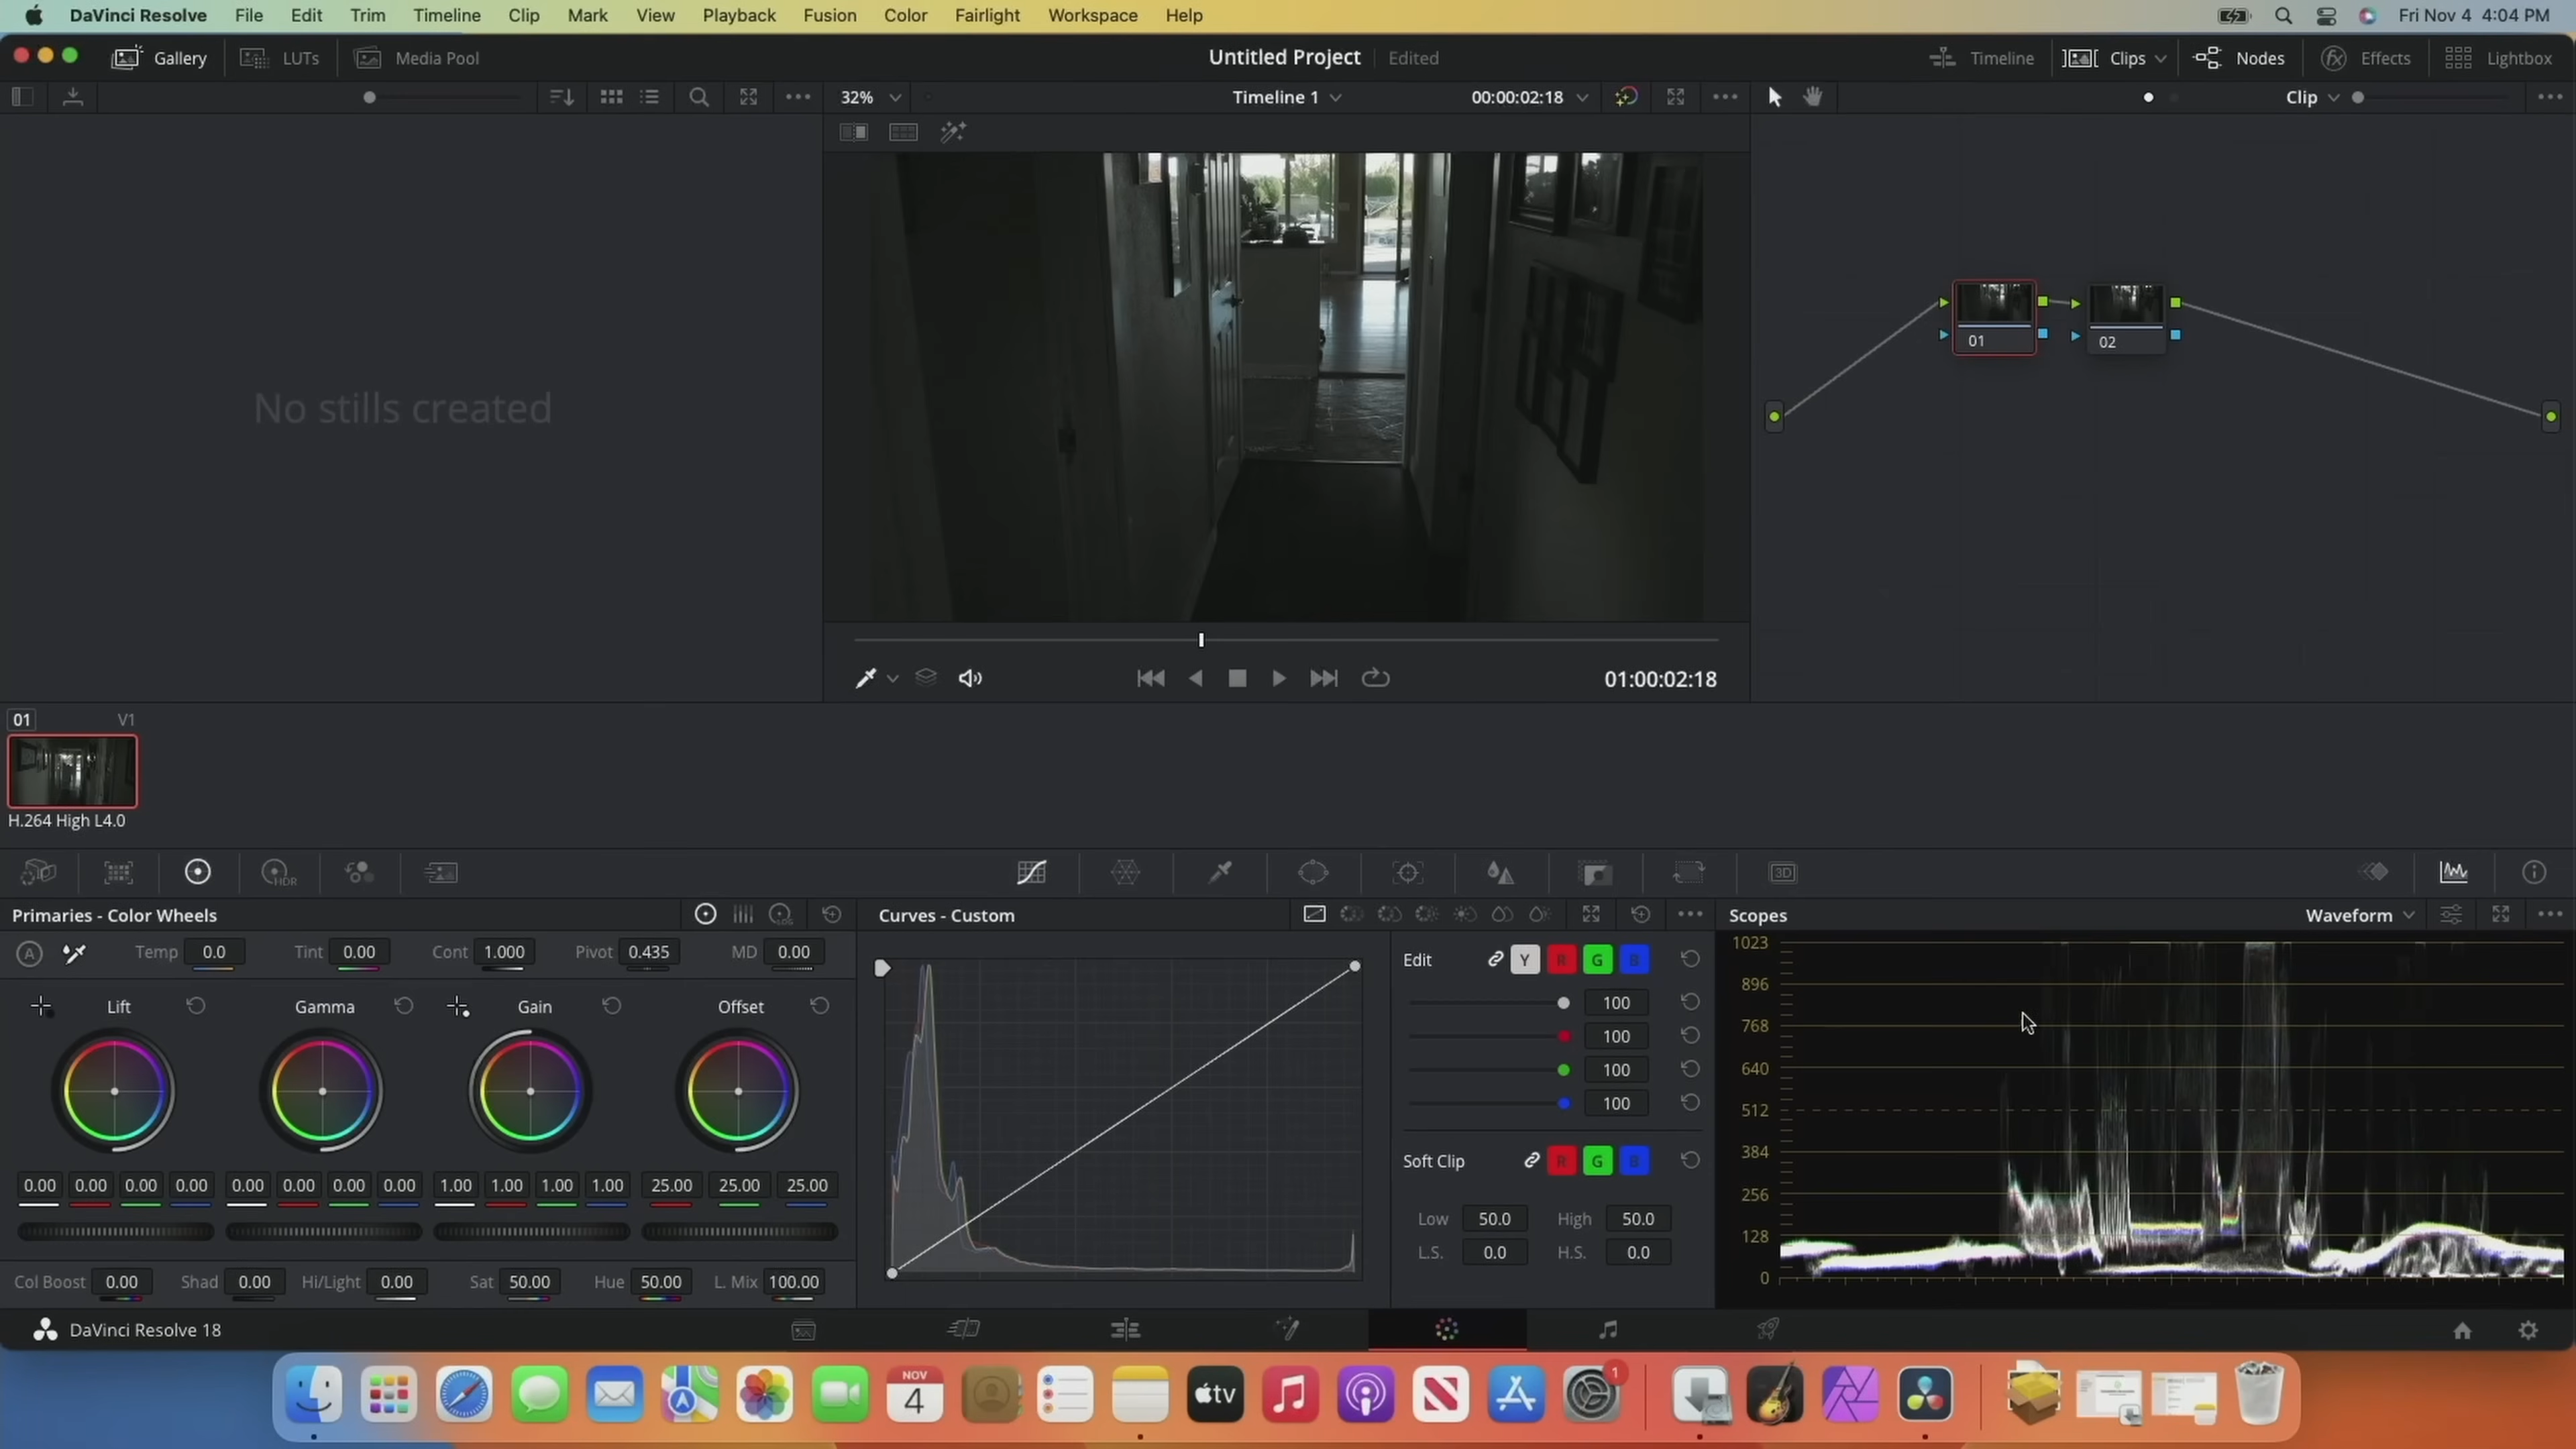 DaVinci Resolve File Edit Trim Timeline Clip Mark View Playback Fusion Color Fairlight Workspace Help Fri Nov 4 4:04 PM
Gallery LUTs Media Pool Untitled Project Edited Timeline Clips Nodes Effects Lightbox
32% Timeline 1 00:00:02:18 Clip
No stills created
01 02
01:00:02:18
01 V1
H.264 High L4.0
HDR 3D
Primaries - Color Wheels LOG Curves - Custom Scopes Waveform
A Temp 0.0 Tint 0.00 Cont 1.000 Pivot 0.435 MD 0.00
Lift Gamma Gain Offset
0.00 0.00 0.00 0.00 0.00 0.00 0.00 0.00 1.00 1.00 1.00 1.00 25.00 25.00 25.00
Col Boost 0.00 Shad 0.00 Hi/Light 0.00 Sat 50.00 Hue 50.00 L. Mix 100.00
Edit Y R G B
100
100
100
100
Soft Clip R G B
Low 50.0 High 50.0
L.S. 0.0 H.S. 0.0
1023
896
768
640
512
384
256
128
0
DaVinci Resolve 18
NOV
4
tv
1